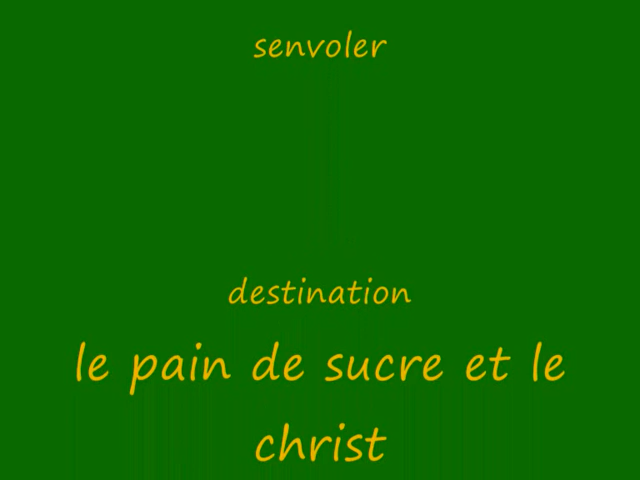 senvoler
destination
le pain de sucre et le
christ